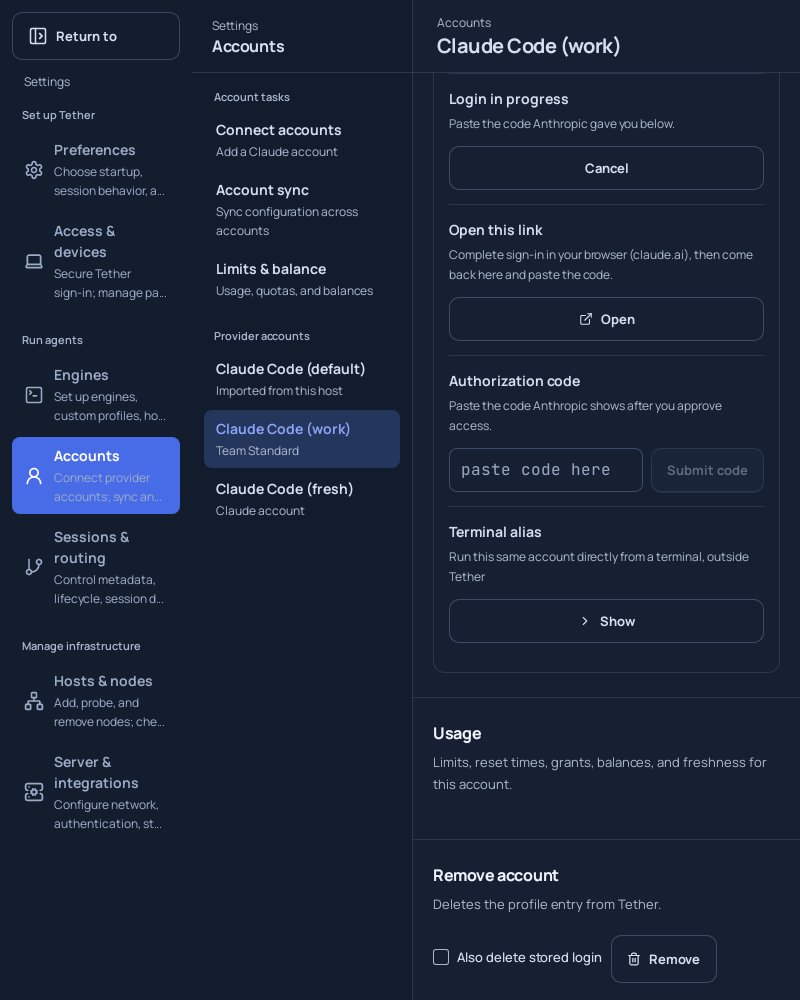 Return to
Settings
Set up Tether
Preferences
Choose startup,
session behavior, a...
Access &
devices
Secure Tether
sign-in; manage pa...
Run agents
Engines
Set up engines,
custom profiles, ho...
Accounts
Connect provider
accounts; sync an...
Sessions &
routing
Control metadata,
lifecycle, session d...
Manage infrastructure
Hosts & nodes
Add, probe, and
remove nodes; che...
Server &
integrations
Configure network,
authentication, st...
Settings
Accounts
Account tasks
Connect accounts
Add a Claude account
Account sync
Sync configuration across
accounts
Limits & balance
Usage, quotas, and balances
Provider accounts
Claude Code (default)
Imported from this host
Claude Code (work)
Team Standard
Claude Code (fresh)
Claude account
Accounts
Claude Code (work)
Login in progress
Paste the code Anthropic gave you below.
Cancel
Open this link
Complete sign-in in your browser (claude.ai), then come
back here and paste the code.
Open
Authorization code
Paste the code Anthropic shows after you approve
access.
paste code here
Submit code
Terminal alias
Run this same account directly from a terminal, outside
Tether
Show
Usage
Limits, reset times, grants, balances, and freshness for
this account.
Remove account
Deletes the profile entry from Tether.
Also delete stored login
Remove